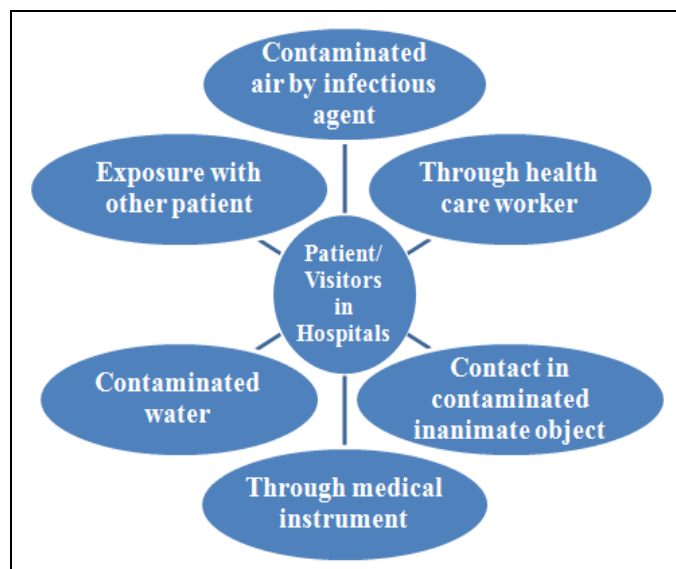 Contaminated
air by infectious
agent
Exposure with
other patient
Through health
care worker
Patient/
Visitors
in
Hospitals
Contaminated
water
Contact in
contaminated
inanimate object
Through medical
instrument